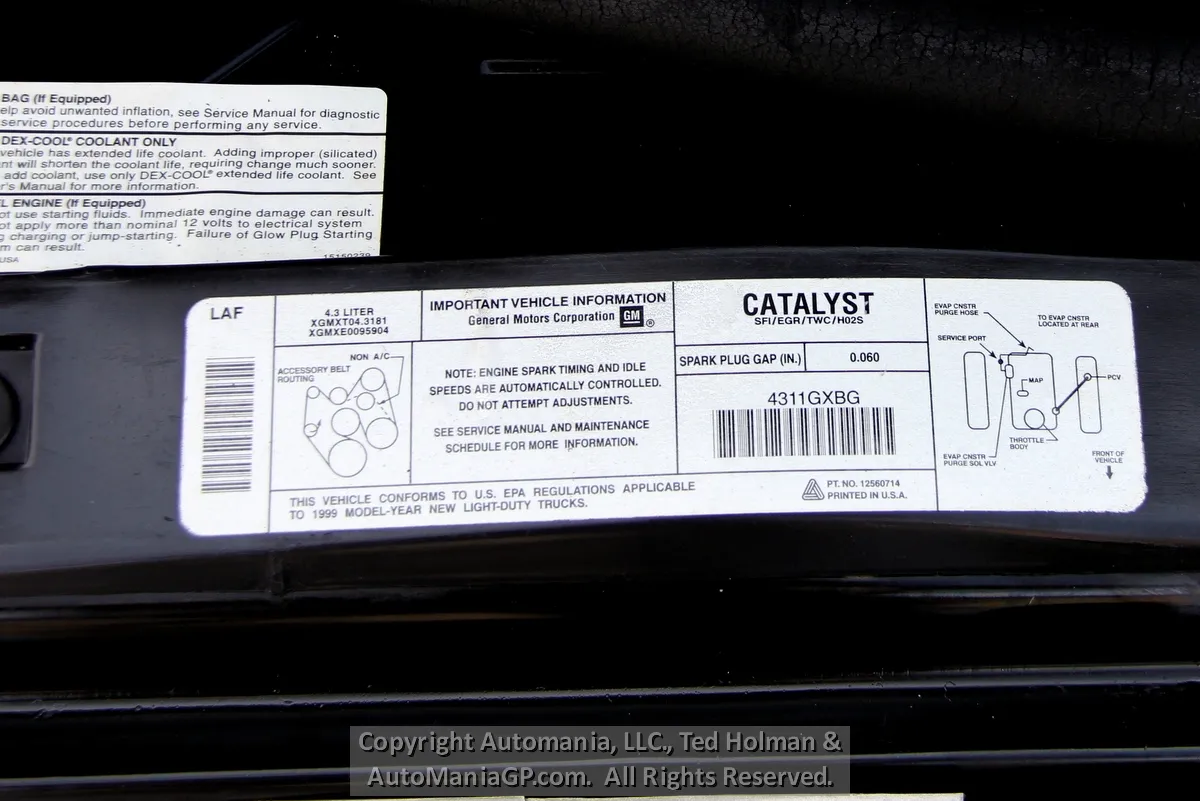 BAG (If Equipped)
elp avoid unwanted inflation, see Service Manual for diagnostic
service procedures before performing any service.
DEX-COOL® COOLANT ONLY
vehicle has extended life coolant. Adding improper (silicated)
nt will shorten the coolant life, requiring change much sooner.
add coolant, use only DEX-COOL® extended life coolant. See
r's Manual for more information.
L ENGINE (If Equipped)
ot use starting fluids. Immediate engine damage can result.
ot apply more than nominal 12 volts to electrical system
g charging or jump-starting. Failure of Glow Plug Starting
m can result.
USA
15150239
LAF
4.3 LITER
XGMXT04.3181
XGMXE0095904
NON A/C
ACCESSORY BELT
ROUTING
IMPORTANT VEHICLE INFORMATION
General Motors Corporation GM ®
NOTE: ENGINE SPARK TIMING AND IDLE
SPEEDS ARE AUTOMATICALLY CONTROLLED.
DO NOT ATTEMPT ADJUSTMENTS.
SEE SERVICE MANUAL AND MAINTENANCE
SCHEDULE FOR MORE INFORMATION.
CATALYST
SFI/EGR/TWC/HO2S
SPARK PLUG GAP (IN.) 0.060
4311GXBG
THIS VEHICLE CONFORMS TO U.S. EPA REGULATIONS APPLICABLE
TO 1999 MODEL-YEAR NEW LIGHT-DUTY TRUCKS.
PT. NO. 12560714
PRINTED IN U.S.A.
EVAP CNSTR
PURGE HOSE
TO EVAP CNSTR
LOCATED AT REAR
SERVICE PORT
MAP
PCV
THROTTLE
BODY
EVAP CNSTR
PURGE SOL VLV
FRONT OF
VEHICLE
Copyright Automania, LLC., Ted Holman &
AutoManiaGP.com. All Rights Reserved.